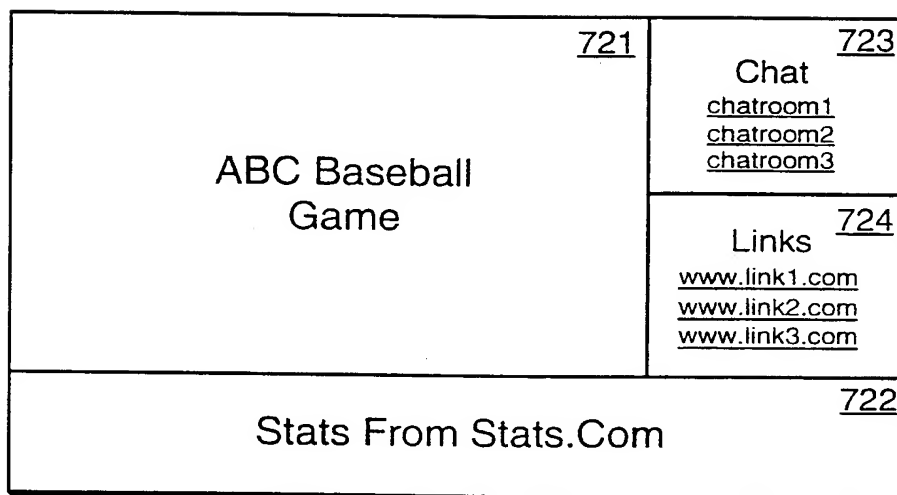 721
ABC Baseball
Game
723
Chat
chatroom1
chatroom2
chatroom3
724
Links
www.link1.com
www.link2.com
www.link3.com
722
Stats From Stats.Com